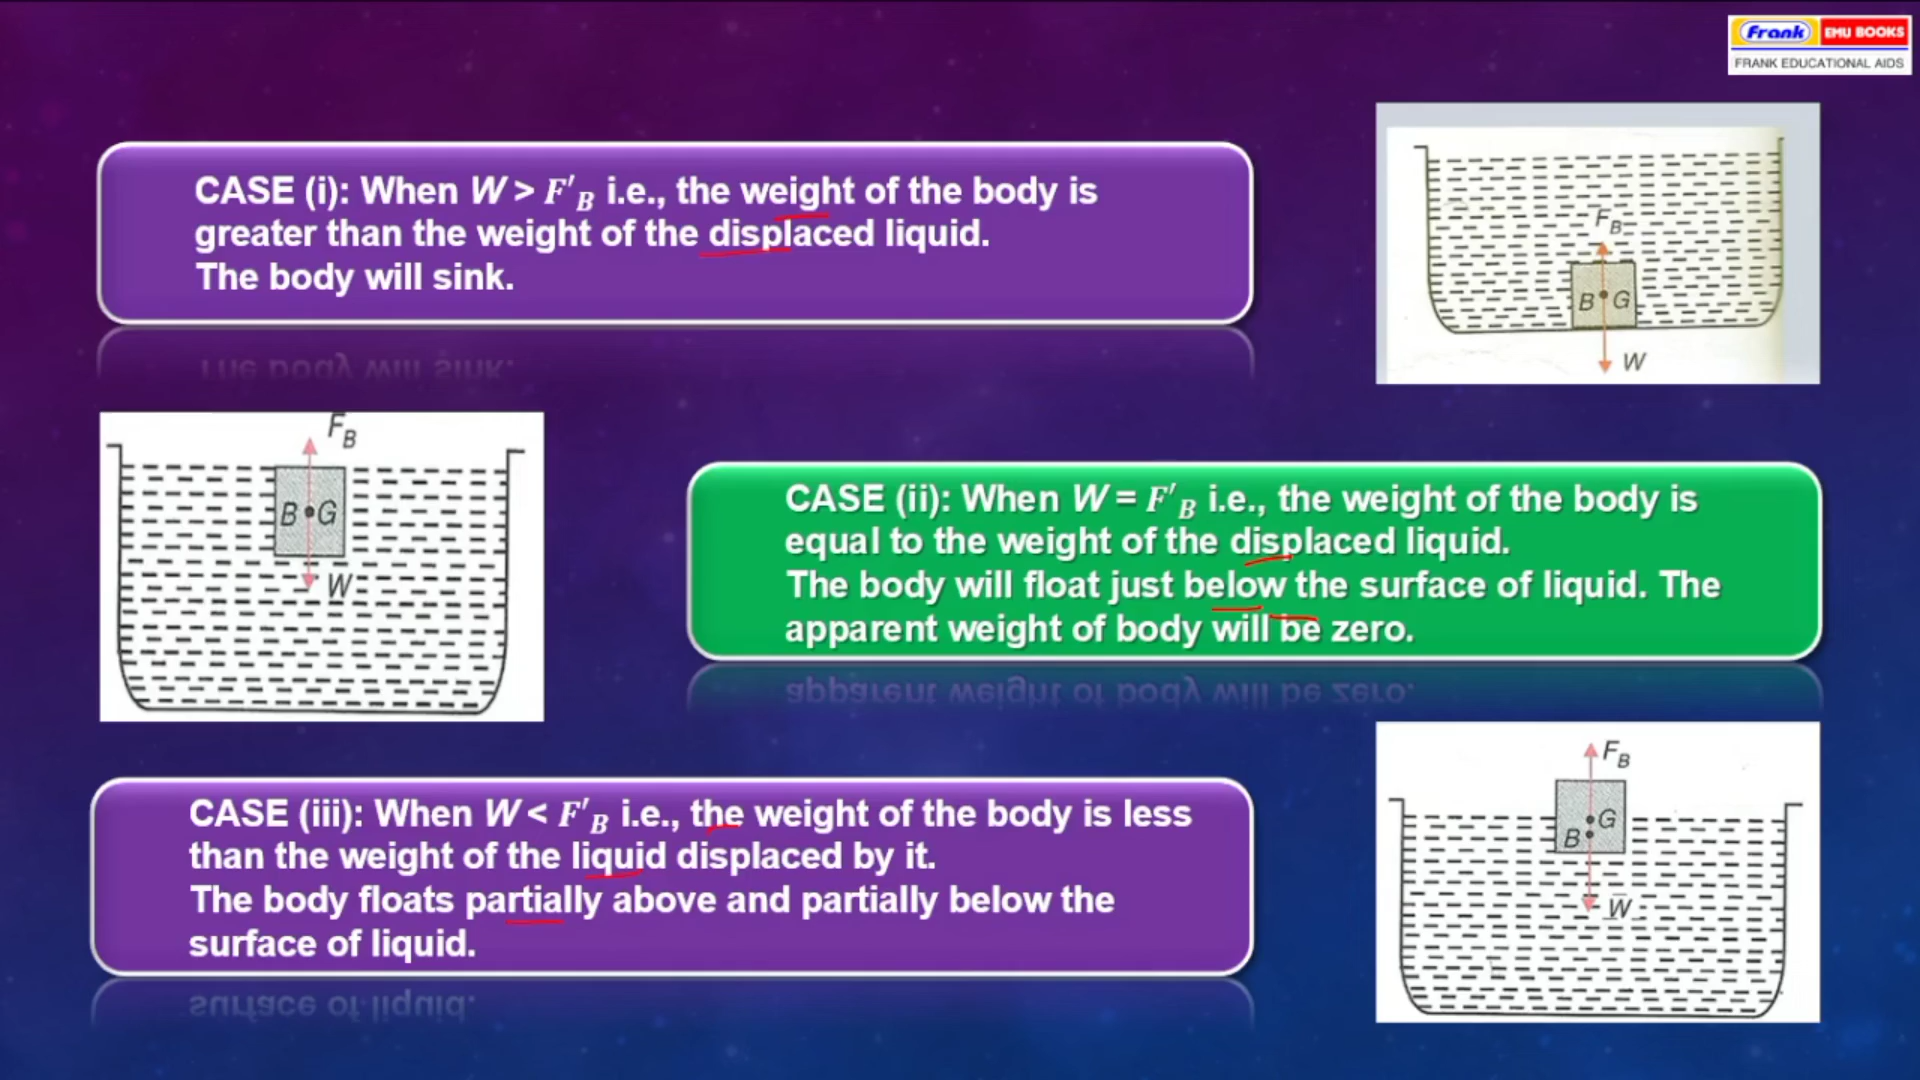 Frank EMU BOOKS
FRANK EDUCATIONAL AIDS
CASE (i): When W > F′B i.e., the weight of the body is
greater than the weight of the displaced liquid.
The body will sink.
FB
B G
W
FB
B G
W
CASE (ii): When W = F′B i.e., the weight of the body is
equal to the weight of the displaced liquid.
The body will float just below the surface of liquid. The
apparent weight of body will be zero.
CASE (iii): When W < F′B i.e., the weight of the body is less
than the weight of the liquid displaced by it.
The body floats partially above and partially below the
surface of liquid.
FB
G
B
W